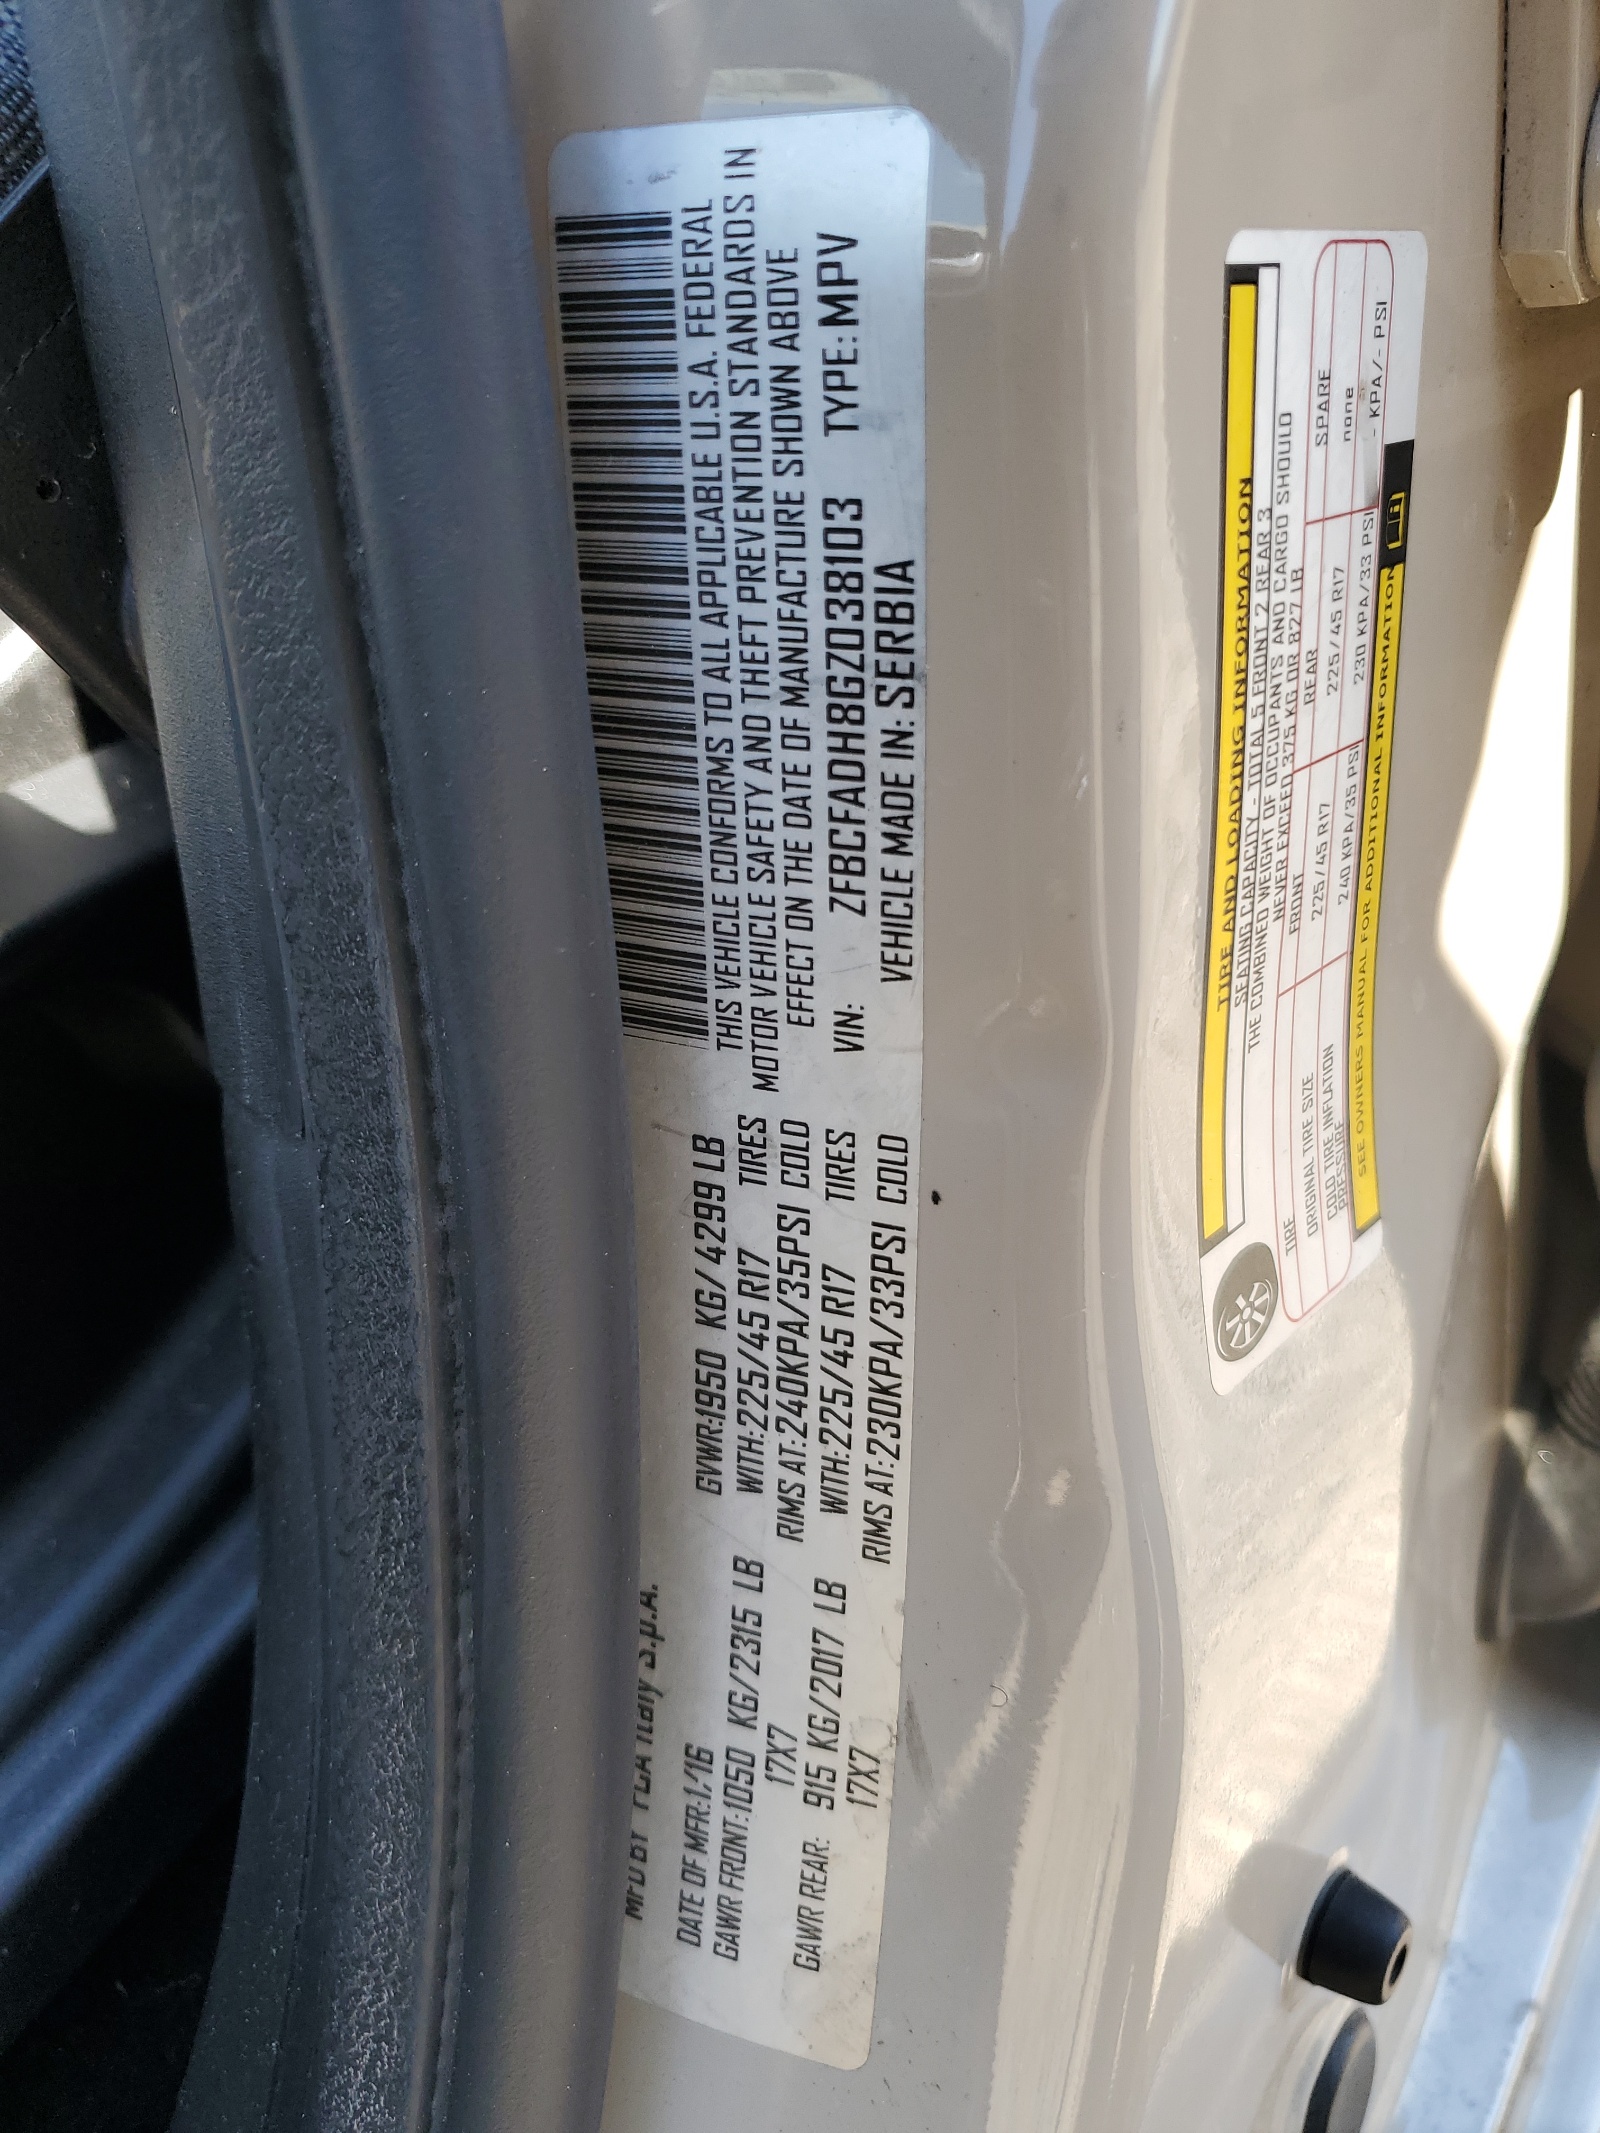 MFD BY FCA Italy S.p.A.
DATE OF MFR:1/16 GVWR:1950 KG/4299 LB
GAWR FRONT:1050 KG/2315 LB WITH:225/45 R17 TIRES
17X7 RIMS AT:240KPA/35PSI COLD
GAWR REAR: 915 KG/2017 LB WITH:225/45 R17 TIRES
17X7 RIMS AT:230KPA/33PSI COLD
THIS VEHICLE CONFORMS TO ALL APPLICABLE U.S.A. FEDERAL
MOTOR VEHICLE SAFETY AND THEFT PREVENTION STANDARDS IN
EFFECT ON THE DATE OF MANUFACTURE SHOWN ABOVE
VIN: ZFBCFADH8GZ038103 TYPE: MPV
VEHICLE MADE IN: SERBIA
TIRE AND LOADING INFORMATION
SEATING CAPACITY - TOTAL 5 FRONT 2 REAR 3
THE COMBINED WEIGHT OF OCCUPANTS AND CARGO SHOULD
NEVER EXCEED 375 KG OR 827 LB
TIRE FRONT REAR SPARE
ORIGINAL TIRE SIZE 225/45 R17 225/45 R17 none
COLD TIRE INFLATION PRESSURE 240 KPA/35 PSI 230 KPA/33 PSI - KPA/- PSI
SEE OWNERS MANUAL FOR ADDITIONAL INFORMATION